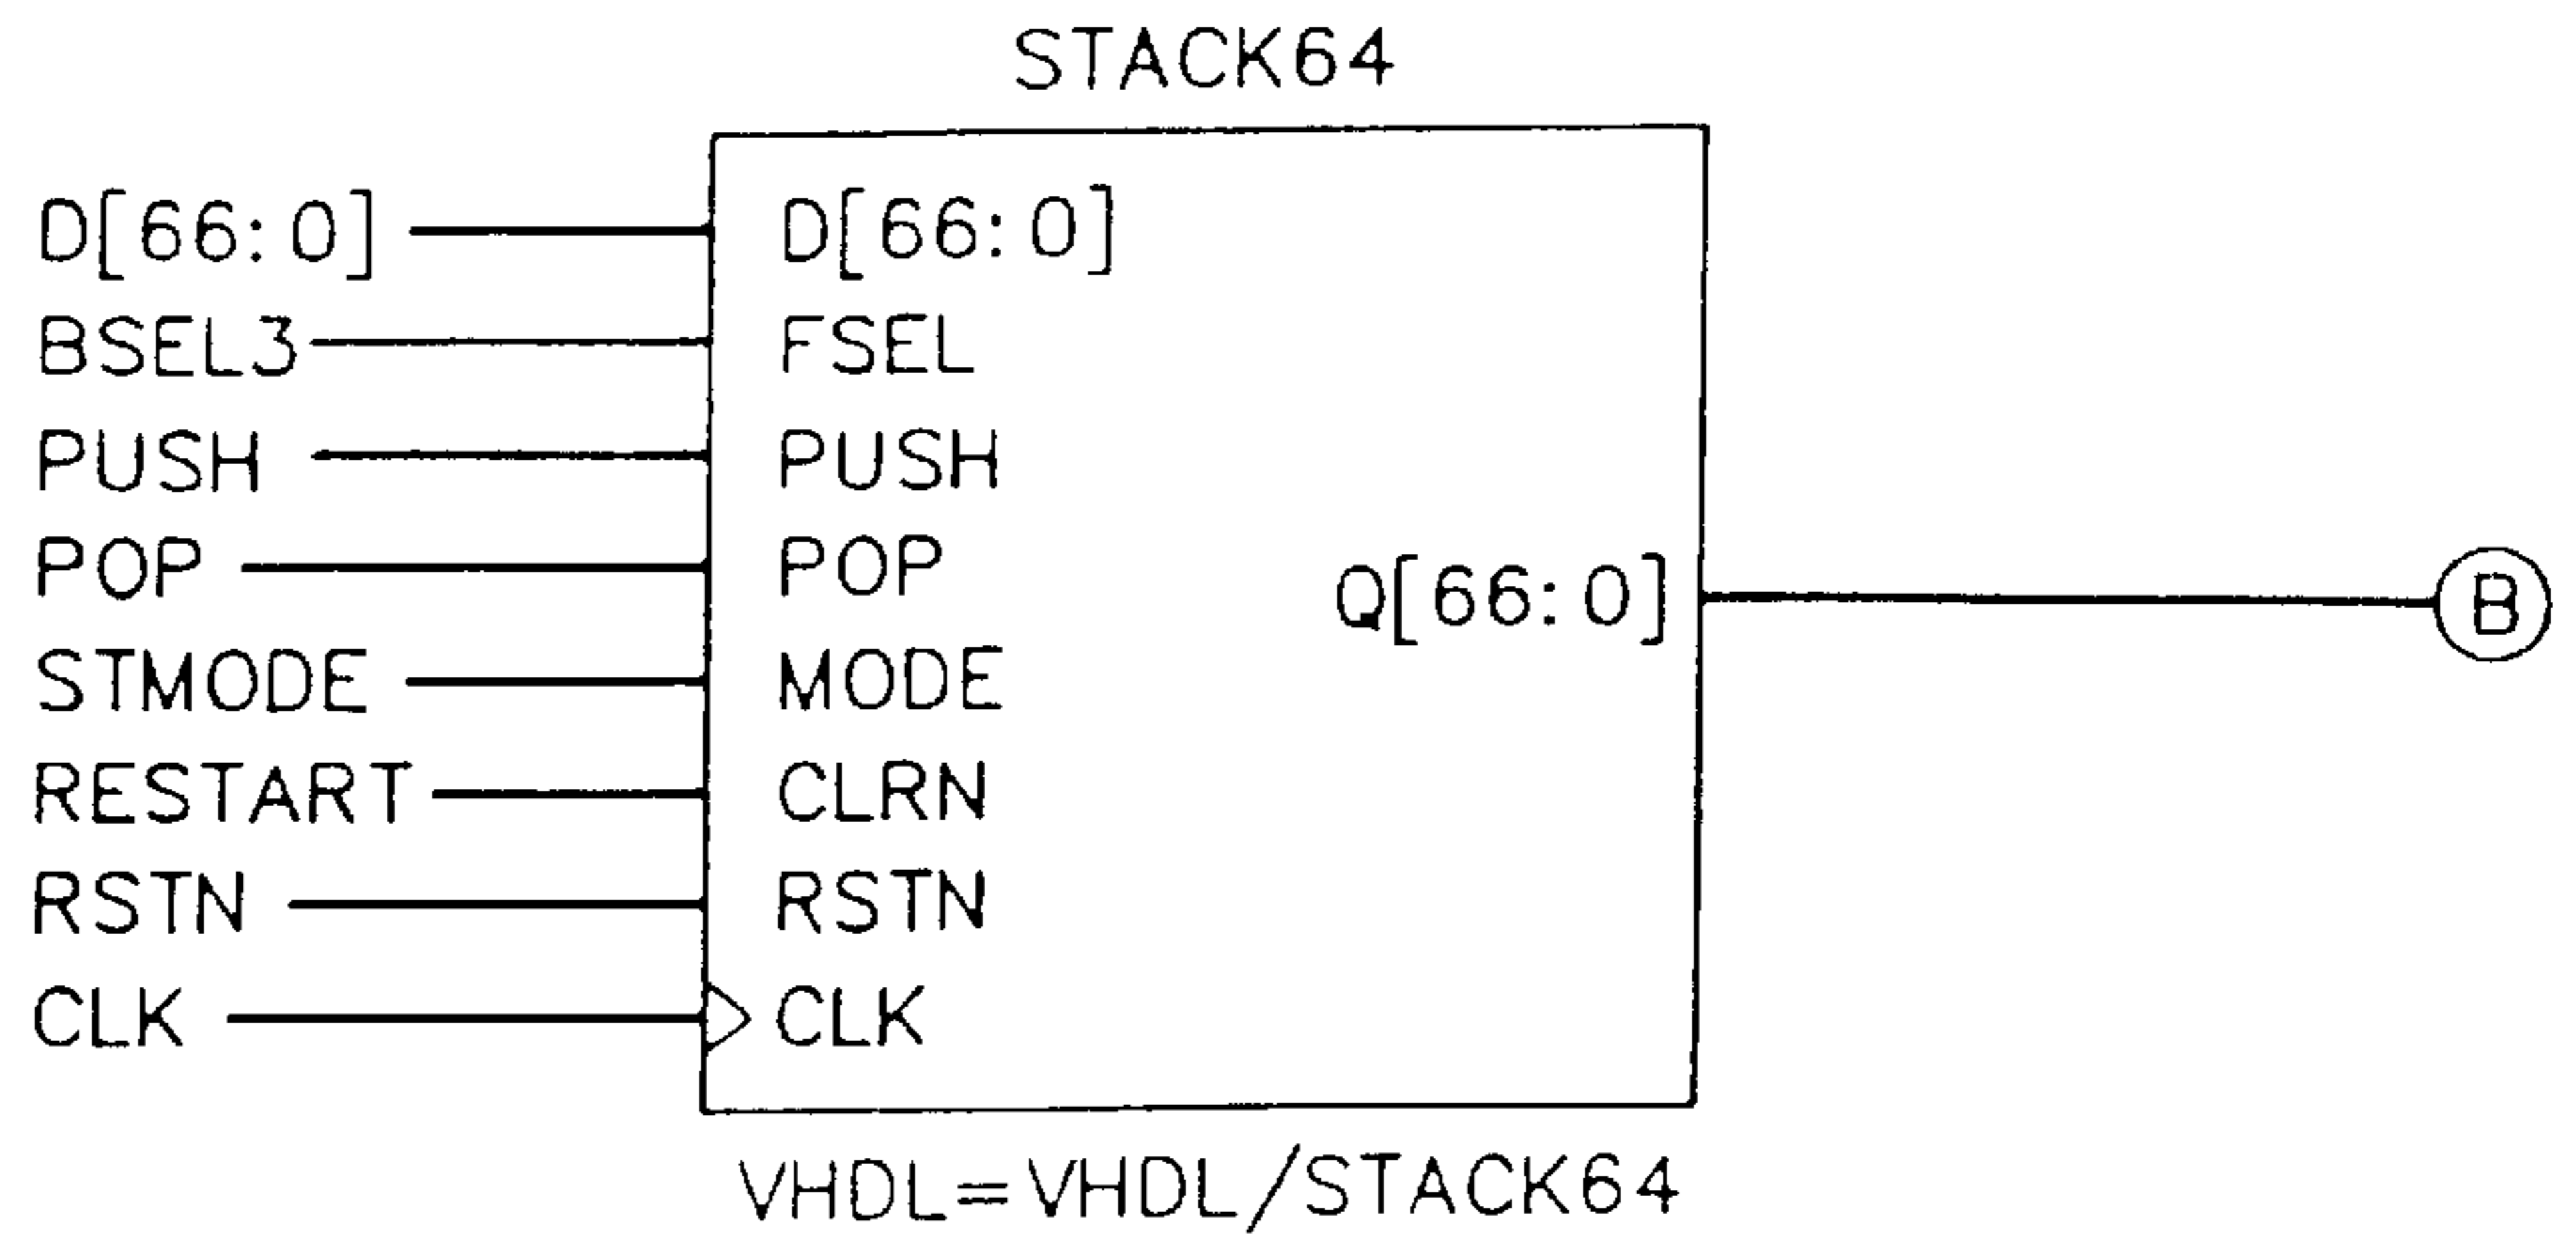 STACK64
D[66:0] D[66:0]
BSEL3 FSEL
PUSH PUSH
POP POP
Q[66:0] B
STMODE MODE
RESTART CLRN
RSTN RSTN
CLK CLK
VHDL=VHDL/STACK64